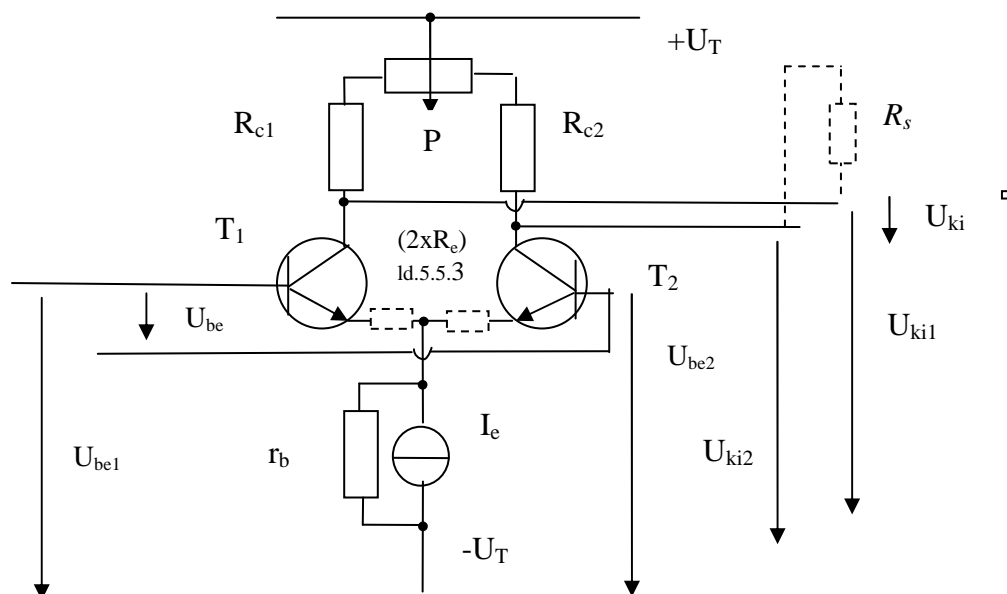 +U_T
R_c1
P
R_c2
R_s
T_1
(2xR_e)
ld.5.5.3
T_2
U_ki
U_be
U_ki1
U_be2
U_be1
r_b
I_e
U_ki2
-U_T